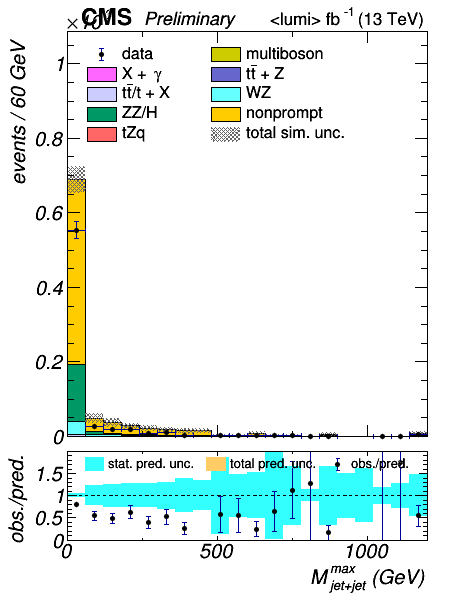 CMS Preliminary <lumi> fb⁻¹ (13 TeV)
events / 60 GeV
1
0.8
0.6
0.4
0.2
0
data
multiboson
X + γ
tt̄ + Z
tt̄/t + X
WZ
ZZ/H
nonprompt
tZq
total sim. unc.
obs./pred.
1.5
1
0.5
0
stat. pred. unc. total pred. unc. obs./pred.
0 500 1000
M^max_jet+jet (GeV)